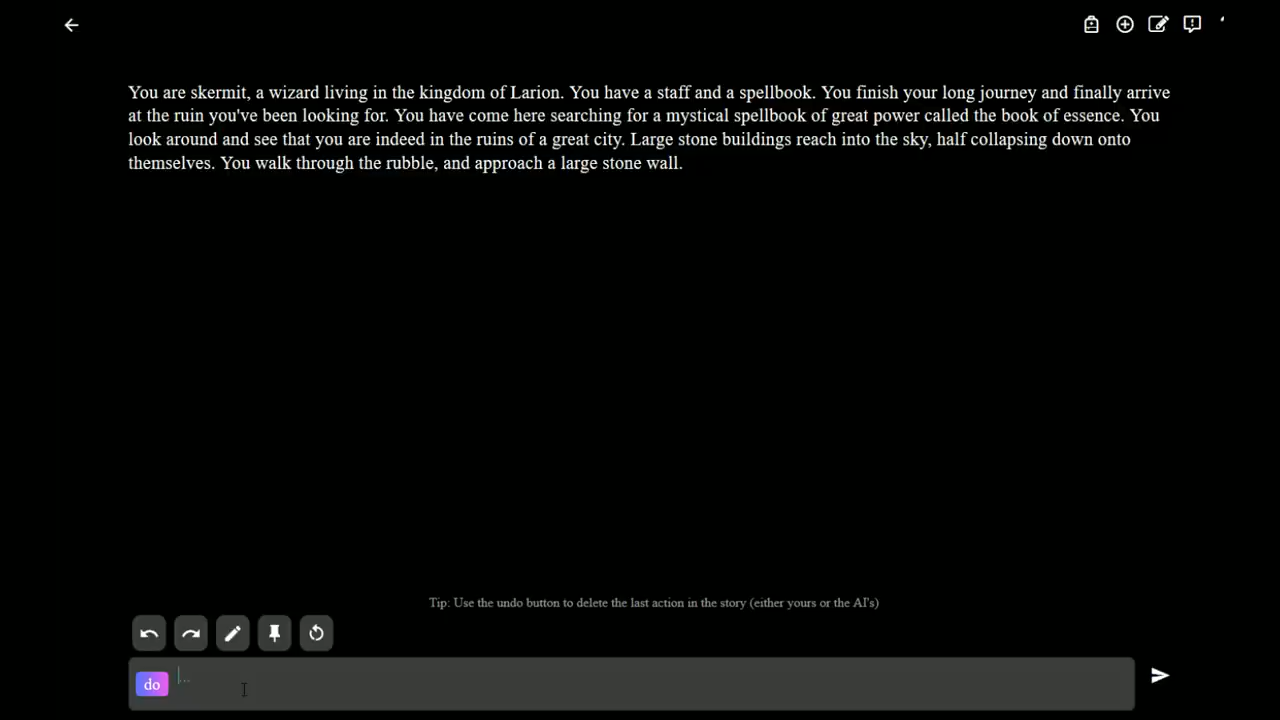 You are skermit, a wizard living in the kingdom of Larion. You have a staff and a spellbook. You finish your long journey and finally arrive
at the ruin you've been looking for. You have come here searching for a mystical spellbook of great power called the book of essence. You
look around and see that you are indeed in the ruins of a great city. Large stone buildings reach into the sky, half collapsing down onto
themselves. You walk through the rubble, and approach a large stone wall.
Tip: Use the undo button to delete the last action in the story (either yours or the AI's)
do ...